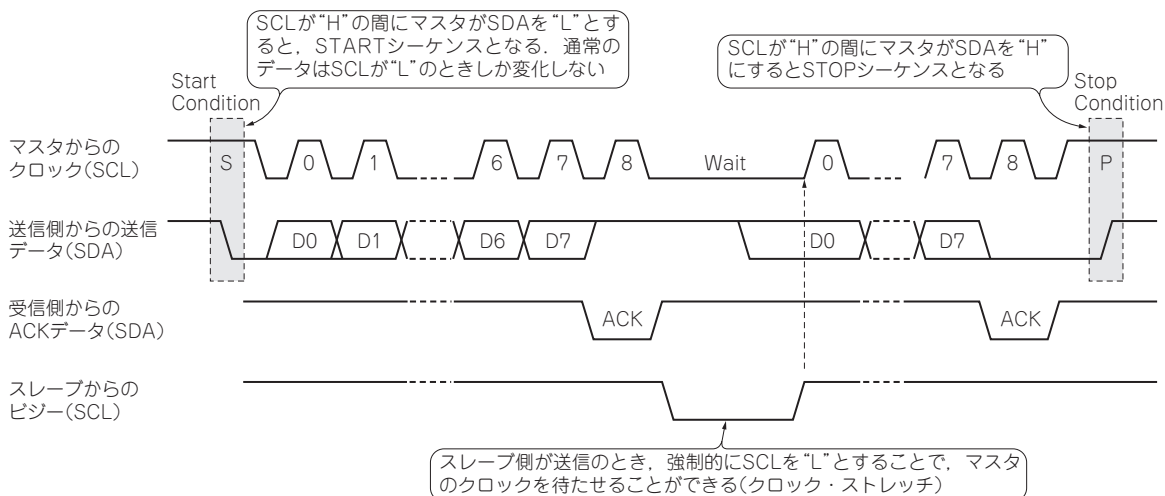 SCLが“H”の間にマスタがSDAを“L”とす
ると，STARTシーケンスとなる．通常の
データはSCLが“L”のときしか変化しない
SCLが“H”の間にマスタがSDAを“H”
にするとSTOPシーケンスとなる
Start
Condition
Stop
Condition
マスタからの
クロック(SCL)
S 0 1 6 7 8 Wait 0 7 8 P
送信側からの送信
データ(SDA)
D0 D1 D6 D7 D0 D7
受信側からの
ACKデータ(SDA)
ACK ACK
スレーブからの
ビジー(SCL)
スレーブ側が送信のとき，強制的にSCLを“L”とすることで，マスタ
のクロックを待たせることができる(クロック・ストレッチ)